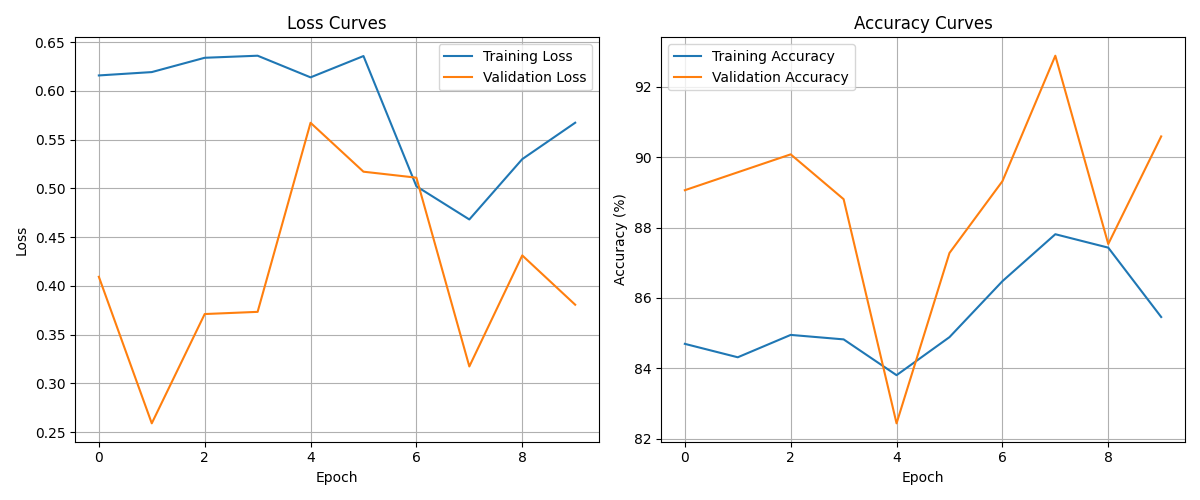 Loss Curves
0.65
0.60
0.55
0.50
0.45
0.40
0.35
0.30
0.25
Loss
0 2 4 6 8
Epoch
Training Loss
Validation Loss
Accuracy Curves
92
90
88
86
84
82
Accuracy (%)
0 2 4 6 8
Epoch
Training Accuracy
Validation Accuracy